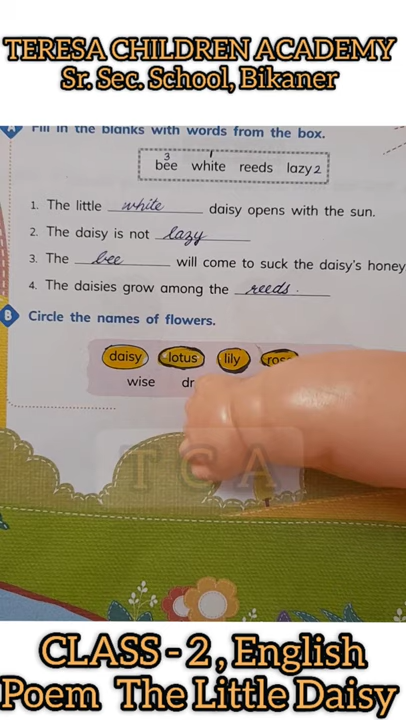 TERESA CHILDREN ACADEMY
Sr. Sec. School, Bikaner
A Fill in the blanks with words from the box.
3 1
bee white reeds lazy 2
1. The little white daisy opens with the sun.
2. The daisy is not lazy
3. The bee will come to suck the daisy's honey
4. The daisies grow among the reeds.
B Circle the names of flowers.
daisy lotus lily rose
wise dr
TCA
CLASS - 2, English
Poem The Little Daisy